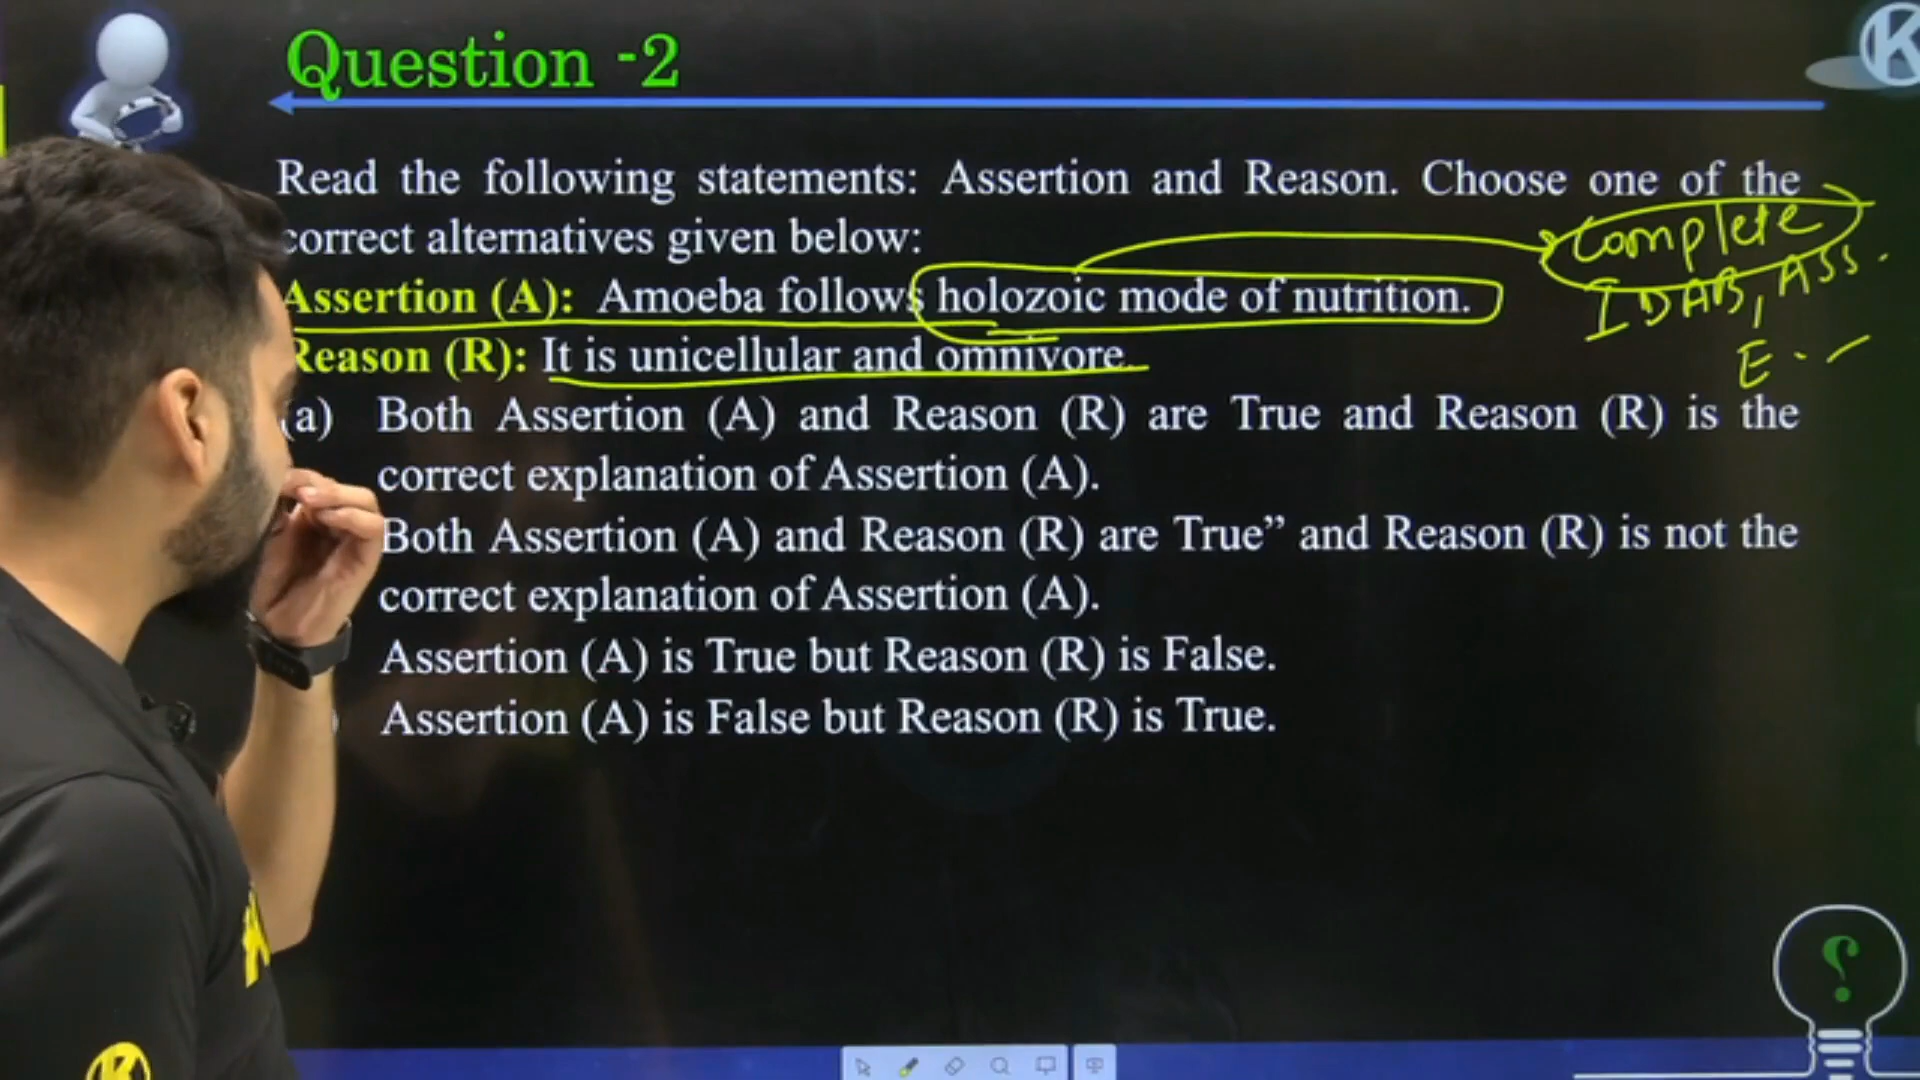 Question -2
Read the following statements: Assertion and Reason. Choose one of the
correct alternatives given below:
Complete
IDAB, Ass.
E.
Assertion (A): Amoeba follows holozoic mode of nutrition.
Reason (R): It is unicellular and omnivore.
(a) Both Assertion (A) and Reason (R) are True and Reason (R) is the
correct explanation of Assertion (A).
Both Assertion (A) and Reason (R) are True” and Reason (R) is not the
correct explanation of Assertion (A).
Assertion (A) is True but Reason (R) is False.
) Assertion (A) is False but Reason (R) is True.
K
K
?